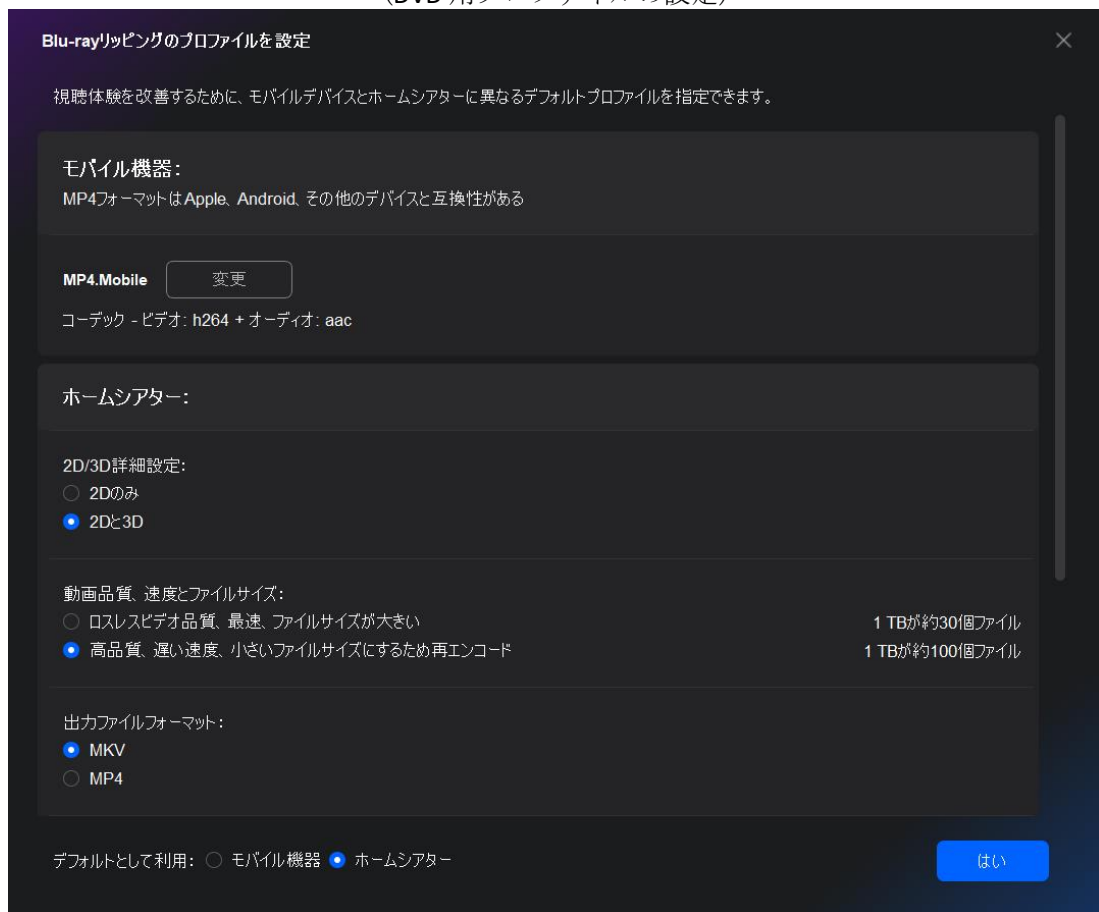 (DVD 用プロファイルの設定)
Blu-rayリッピングのプロファイルを設定
視聴体験を改善するために、モバイルデバイスとホームシアターに異なるデフォルトプロファイルを指定できます。
モバイル機器:
MP4フォーマットはApple、Android、その他のデバイスと互換性がある
MP4.Mobile 変更
コーデック - ビデオ: h264 + オーディオ: aac
ホームシアター:
2D/3D詳細設定:
2Dのみ
2Dと3D
動画品質、速度とファイルサイズ:
ロスレスビデオ品質、最速、ファイルサイズが大きい 1 TBが約30個ファイル
高品質、遅い速度、小さいファイルサイズにするため再エンコード 1 TBが約100個ファイル
出力ファイルフォーマット:
MKV
MP4
デフォルトとして利用: モバイル機器 ホームシアター はい